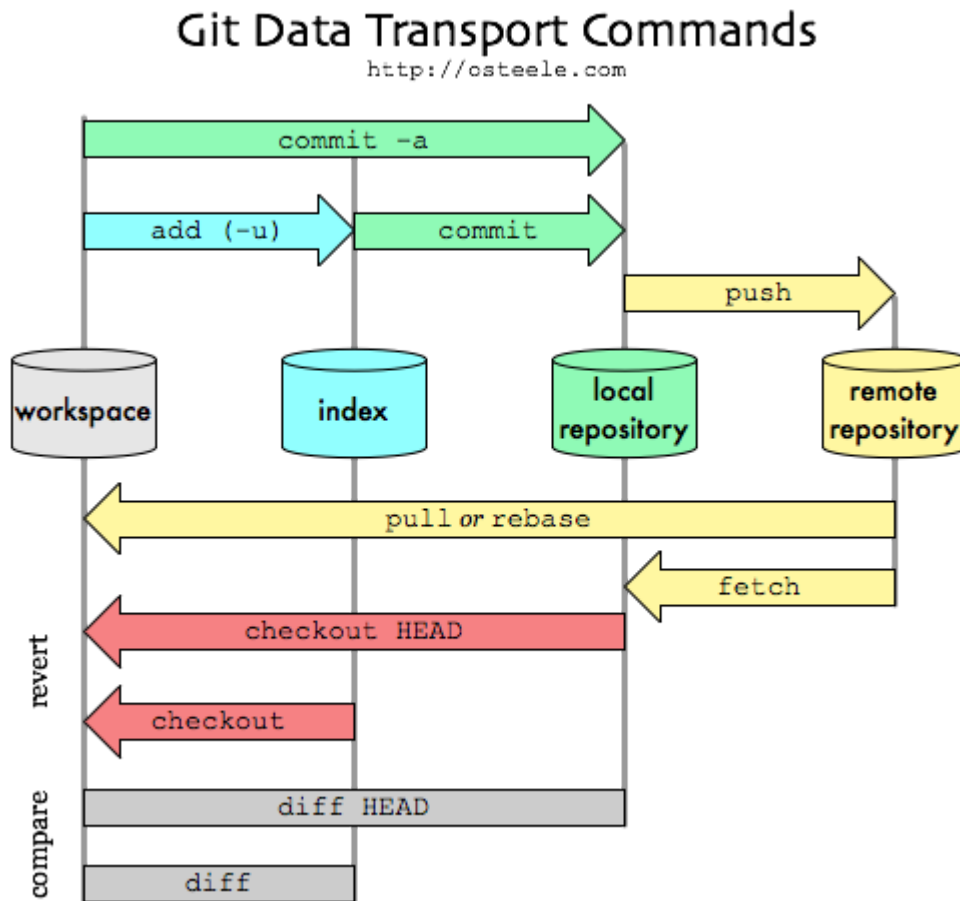 Git Data Transport Commands
http://osteele.com
commit -a
add (-u)
commit
push
workspace
index
local
repository
remote
repository
pull or rebase
fetch
revert
checkout HEAD
checkout
compare
diff HEAD
diff